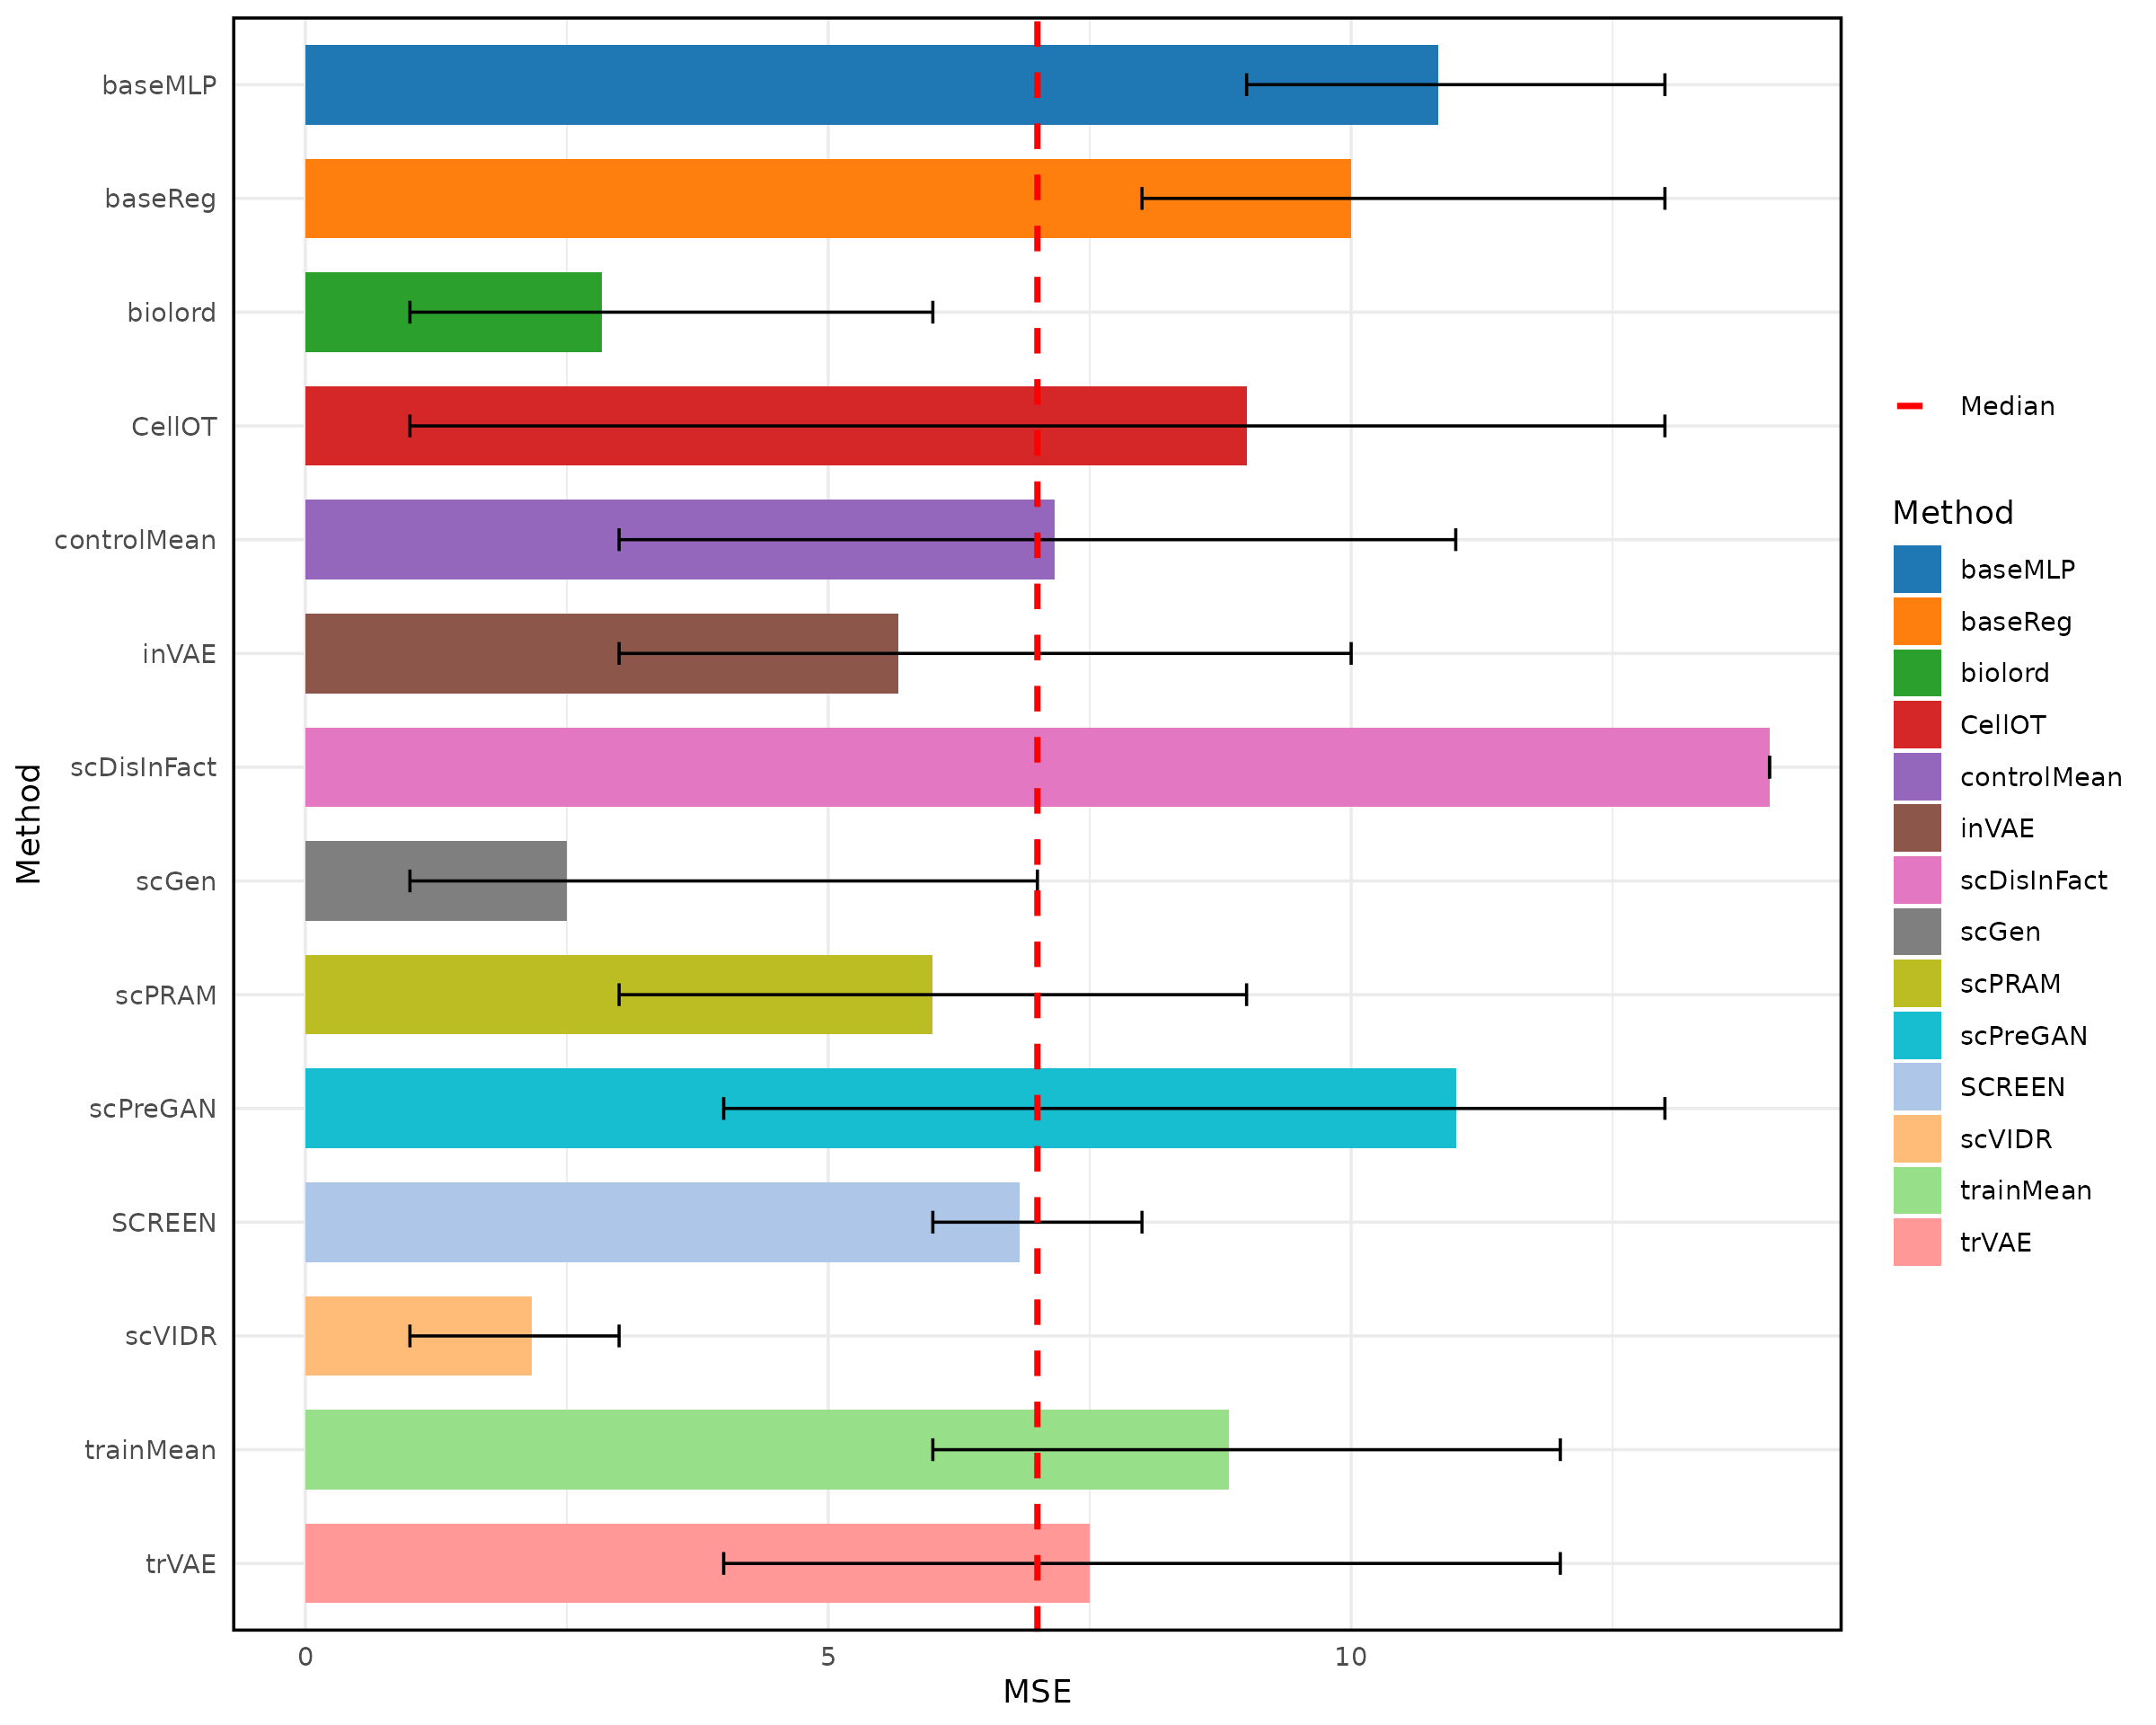 baseMLP
baseReg
biolord
CellOT
controlMean
inVAE
scDisInFact
scGen
scPRAM
scPreGAN
SCREEN
scVIDR
trainMean
trVAE
Method
0 5 10
MSE
Median
Method
baseMLP
baseReg
biolord
CellOT
controlMean
inVAE
scDisInFact
scGen
scPRAM
scPreGAN
SCREEN
scVIDR
trainMean
trVAE